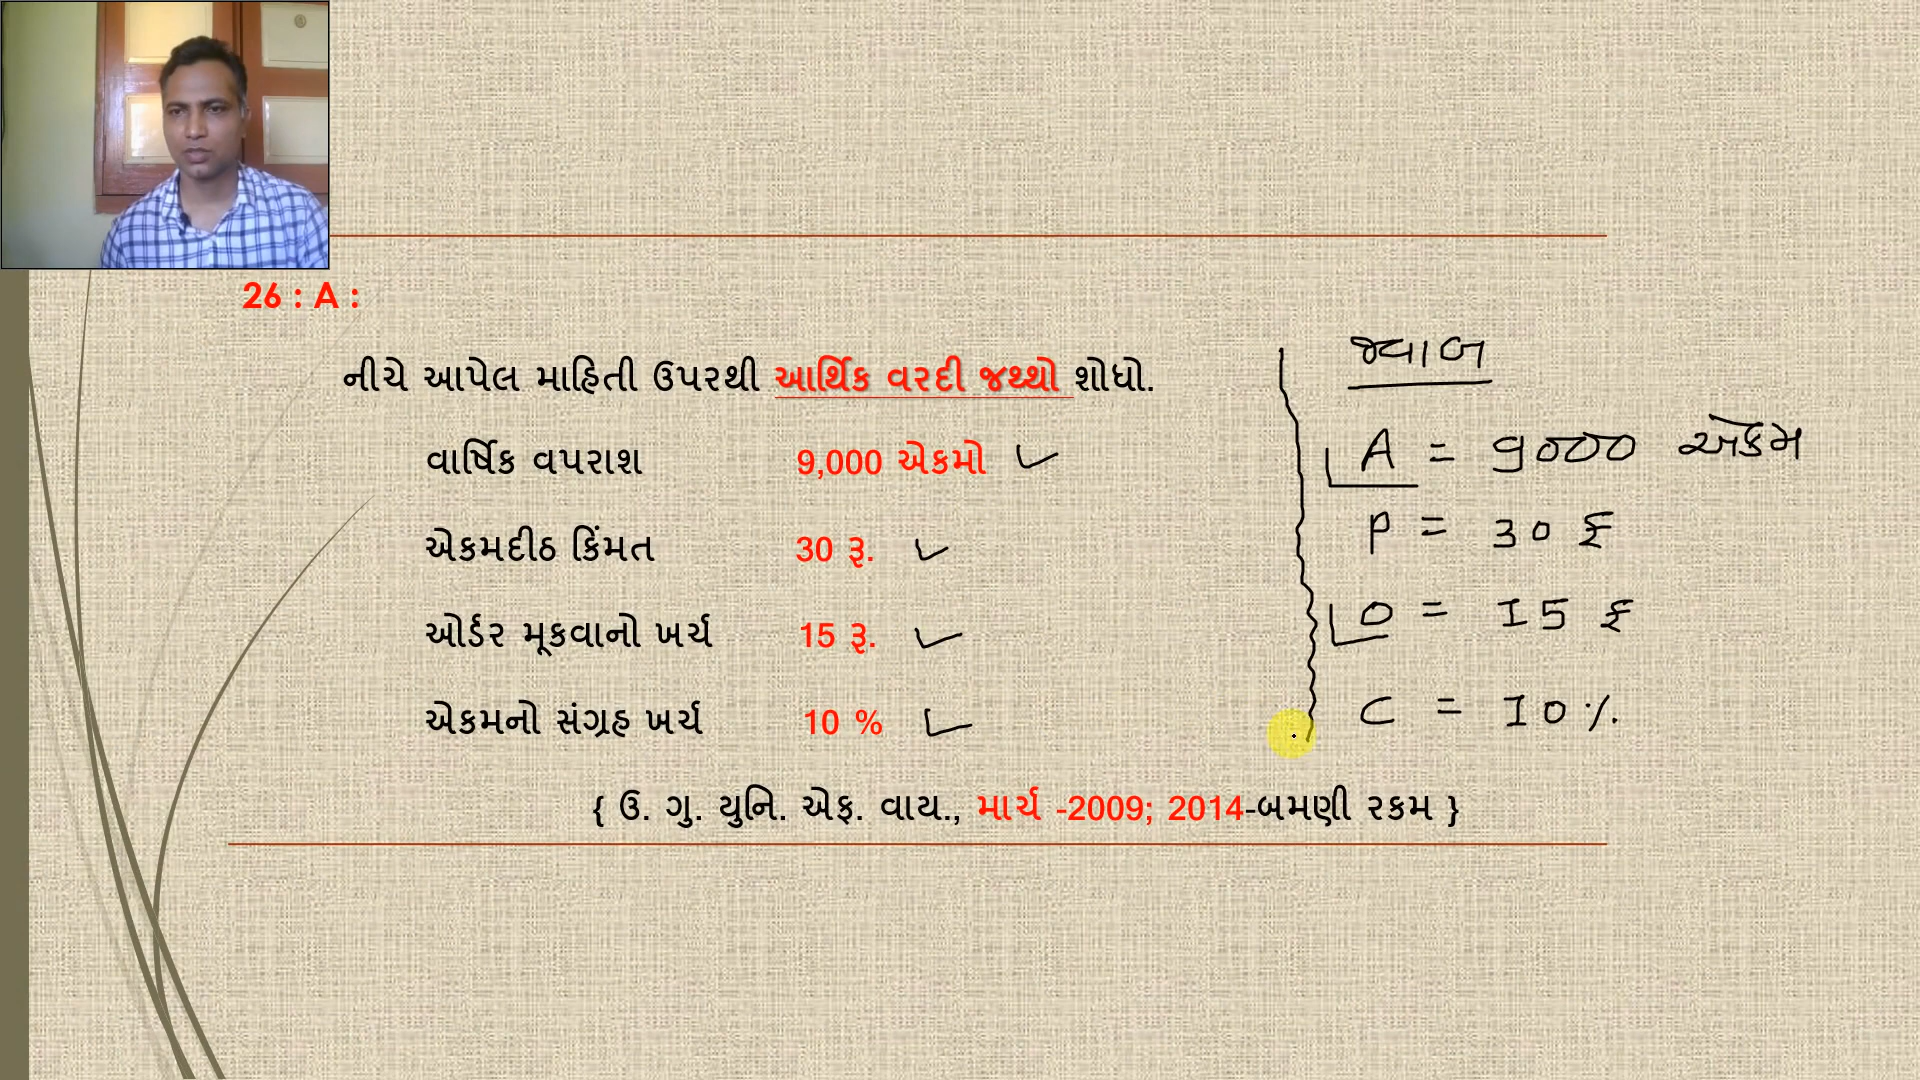 26 : A :
નીચે આપેલ માહિતી ઉપરથી આર્થિક વરદી જથ્થો શોધો.
વાર્ષિક વપરાશ 9,000 એકમો
એકમદીઠ કિંમત 30 રૂ.
ઓર્ડર મૂકવાનો ખર્ચ 15 રૂ.
એકમનો સંગ્રહ ખર્ચ 10 %
{ ઉ. ગુ. યુનિ. એફ. વાય., માર્ચ -2009; 2014-બમણી રકમ }
જવાબ
A = 9000 એકમ
P = 30 રૂ
O = 15 રૂ
C = 10 %.